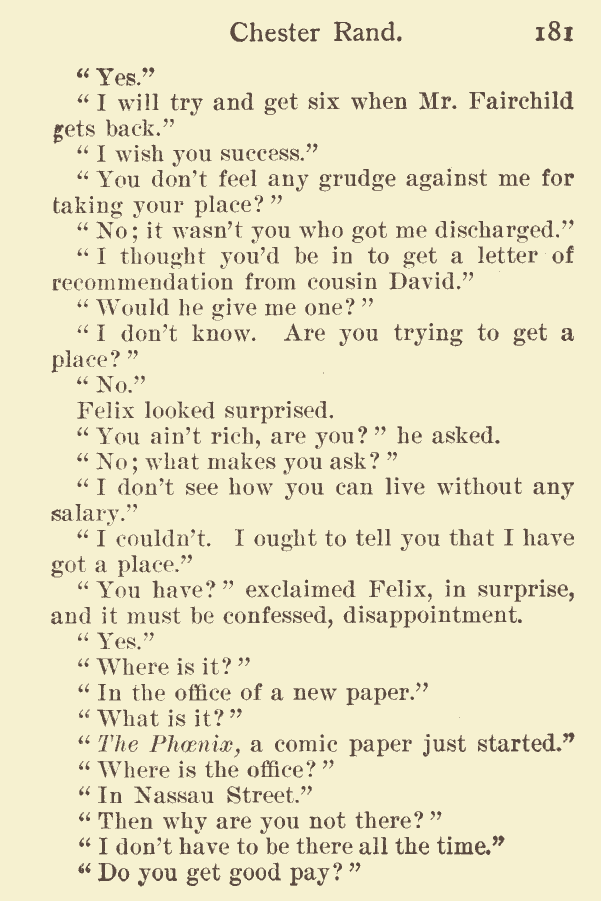 Chester Rand. 181
“ Yes.”
“ I will try and get six when Mr. Fairchild
gets back.”
“ I wish you success.”
“ You don’t feel any grudge against me for
taking your place? ”
“ No; it wasn’t you who got me discharged.”
“ I thought you’d be in to get a letter of
recommendation from cousin David.”
“ Would he give me one? ”
“ I don’t know. Are you trying to get a
place? ”
“ No.”
Felix looked surprised.
“ You ain’t rich, are you? ” he asked.
“ No; what makes you ask? ”
“ I don’t see how you can live without any
salary.”
“ I couldn’t. I ought to tell you that I have
got a place.”
“ You have? ” exclaimed Felix, in surprise,
and it must be confessed, disappointment.
“ Yes.”
“ Where is it? ”
“ In the office of a new paper.”
“ What is it? ”
“ The Phœnix, a comic paper just started.”
“ Where is the office? ”
“ In Nassau Street.”
“ Then why are you not there? ”
“ I don’t have to be there all the time.”
“ Do you get good pay? ”